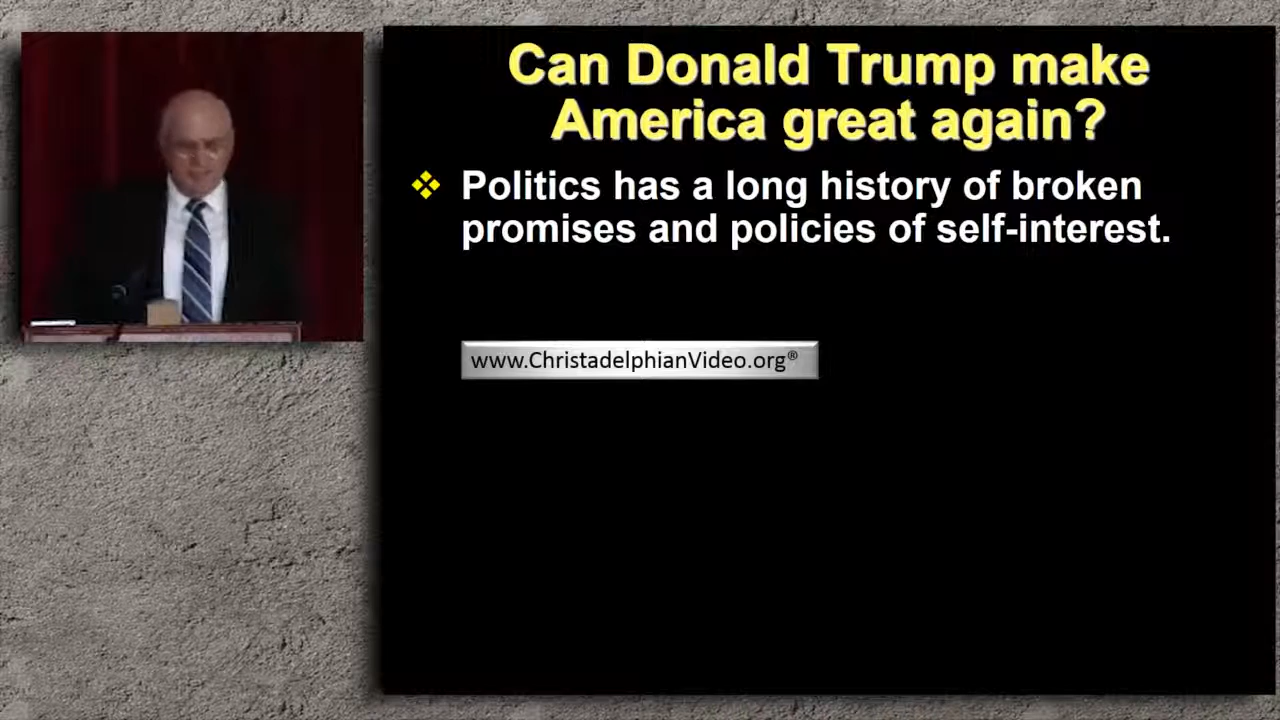 Can Donald Trump make
America great again?
Politics has a long history of broken
promises and policies of self-interest.
www.ChristadelphianVideo.org®